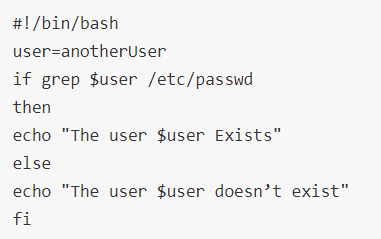 #!/bin/bash
user=anotherUser
if grep $user /etc/passwd
then
echo "The user $user Exists"
else
echo "The user $user doesn’t exist"
fi